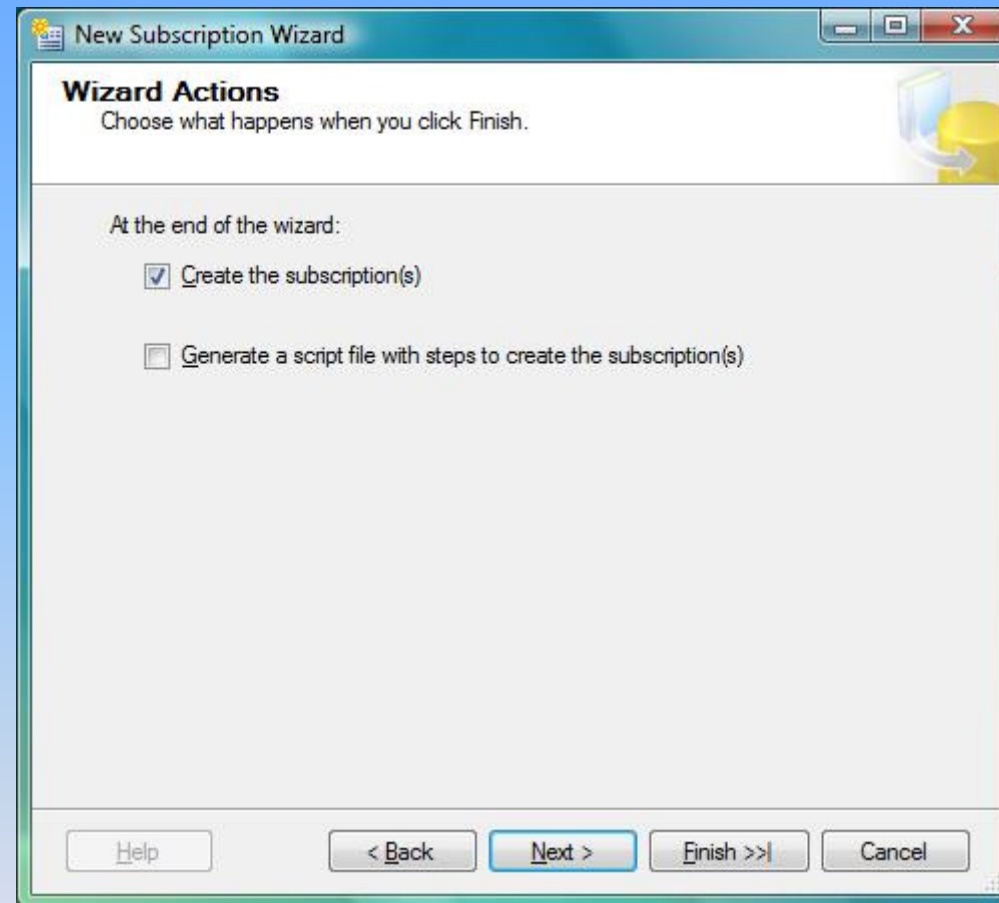 New Subscription Wizard
Wizard Actions
Choose what happens when you click Finish.
At the end of the wizard:
Create the subscription(s)
Generate a script file with steps to create the subscription(s)
Help
< Back
Next >
Finish >>|
Cancel